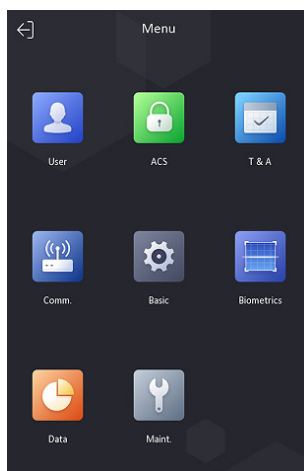 Menu
User
ACS
T & A
Comm.
Basic
Biometrics
Data
Maint.